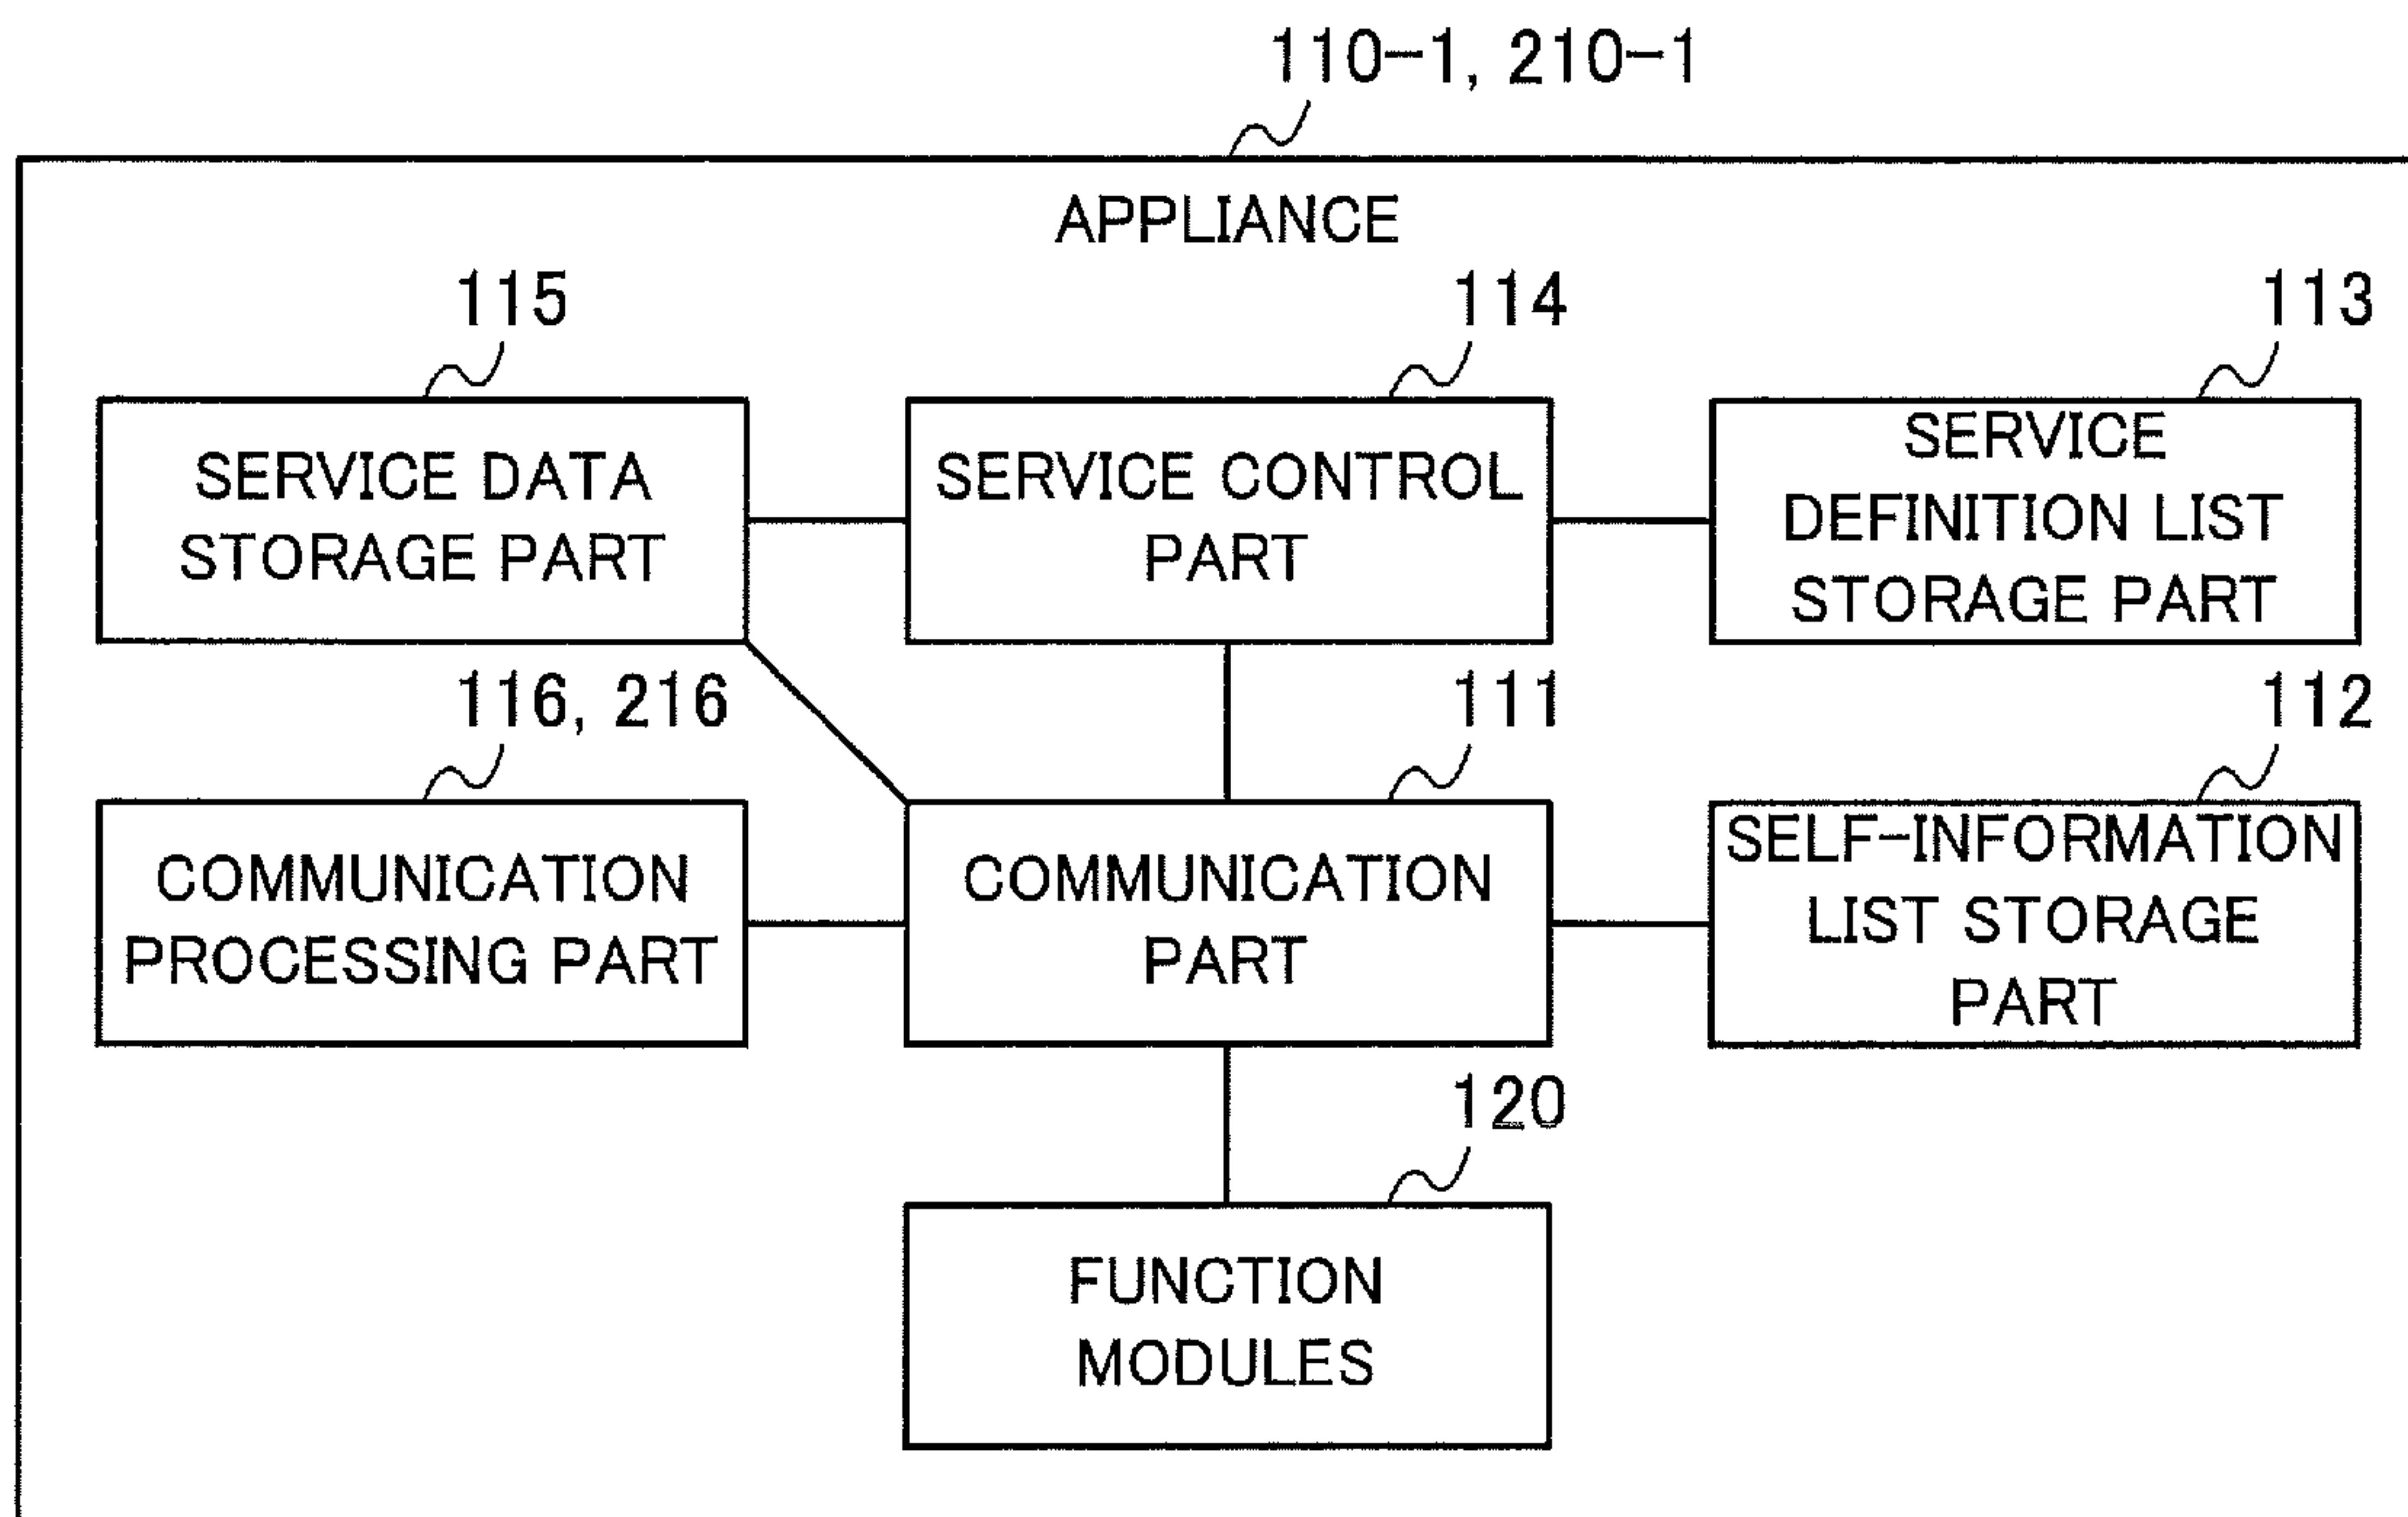 110-1, 210-1
APPLIANCE
115
114
113
SERVICE DATA
STORAGE PART
SERVICE CONTROL
PART
SERVICE
DEFINITION LIST
STORAGE PART
116, 216
111
112
COMMUNICATION
PROCESSING PART
COMMUNICATION
PART
SELF-INFORMATION
LIST STORAGE
PART
120
FUNCTION
MODULES